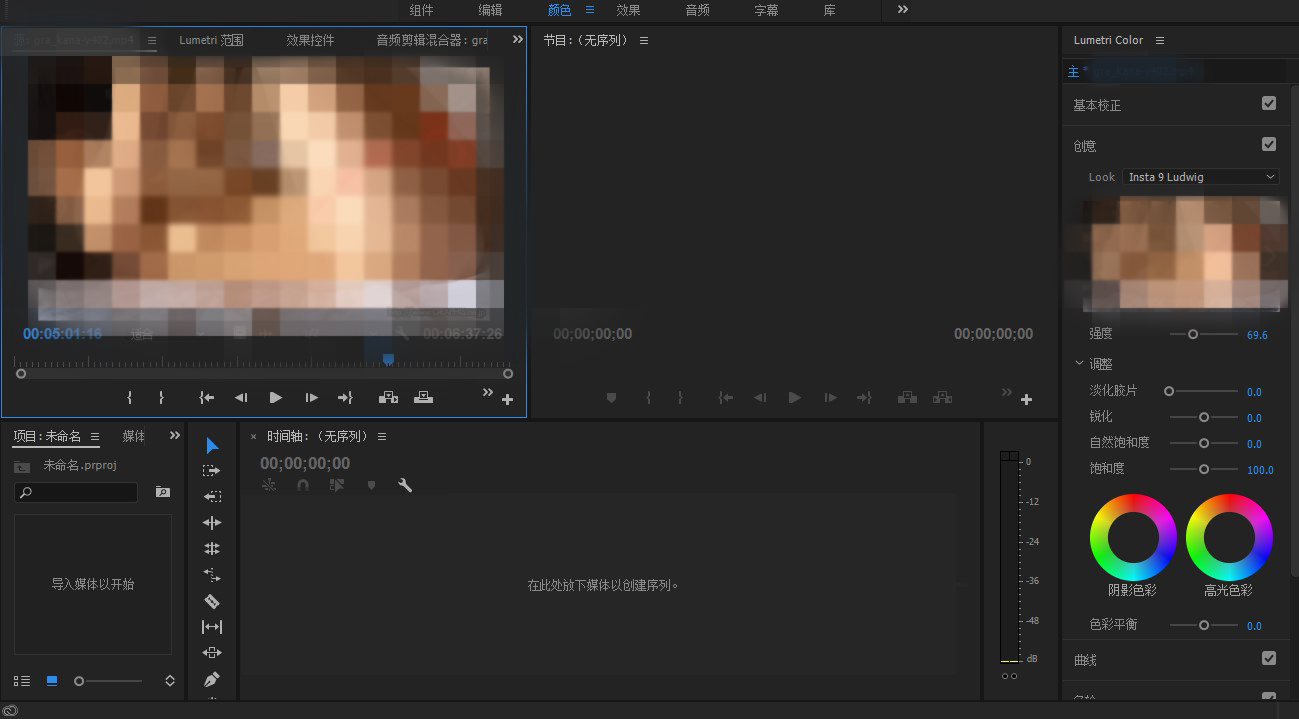 组件 编辑 颜色 效果 音频 字幕 库
Lumetri 范围 效果控件 音频剪辑混合器：gra
节目：（无序列）
Lumetri Color
主 *
基本校正
创意
Look Insta 9 Ludwig
00:05:01:16 适合 00:06:37:26
00;00;00;00 00;00;00;00
强度 69.6
调整
淡化胶片 0.0
锐化 0.0
自然饱和度 0.0
饱和度 100.0
阴影色彩 高光色彩
色彩平衡 0.0
曲线
项目：未命名 媒体
未命名.prproj
导入媒体以开始
× 时间轴：（无序列）
00;00;00;00
在此处放下媒体以创建序列。
0
-12
-24
-36
-48
dB